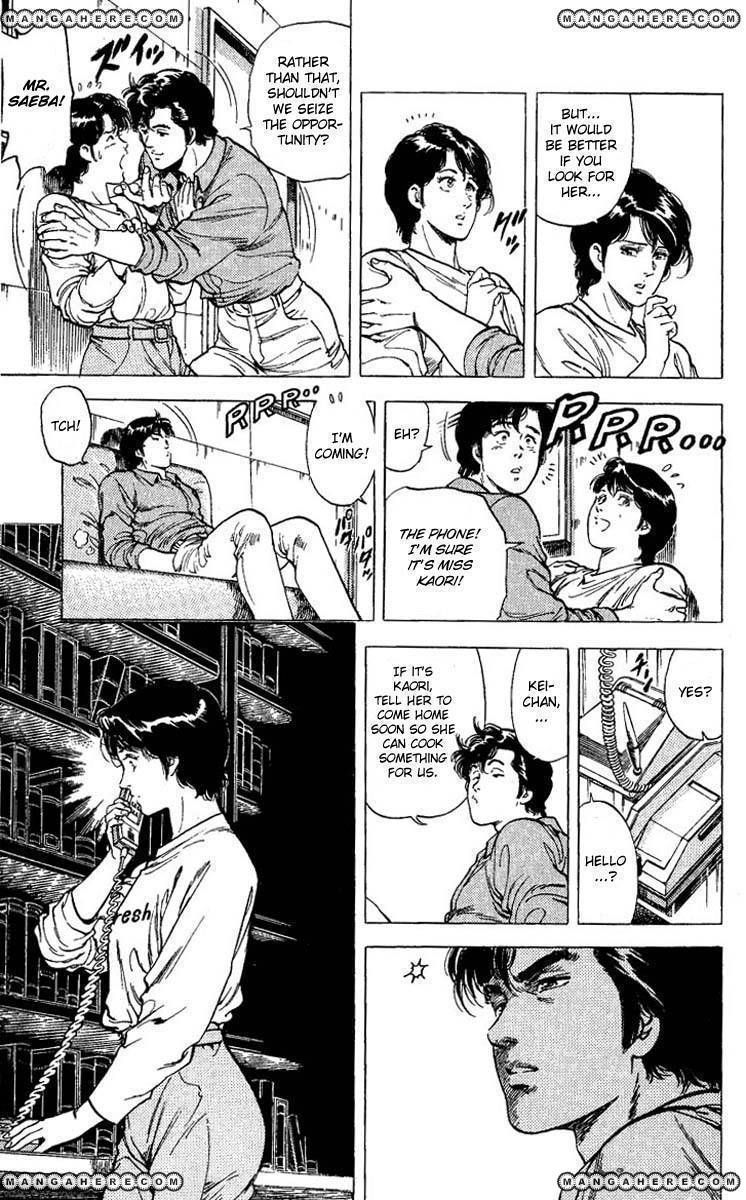 MANGAHERE.COM
MANGAHERE.COM
BUT...
IT WOULD
BE BETTER
IF YOU
LOOK FOR
HER...
RATHER
THAN THAT,
SHOULDN'T
WE SEIZE
THE OPPOR-
TUNITY?
MR.
SAEBA!
RRR...
EH?
THE PHONE!
I'M SURE
IT'S MISS
KAORI!
RRR...
I'M
COMING!
TCH!
YES?
HELLO
...?
KEI-
CHAN,
...
IF IT'S
KAORI,
TELL HER TO
COME HOME
SOON SO SHE
CAN COOK
SOMETHING
FOR US.
resh
MANGAHERE.COM
MANGAHERE.COM